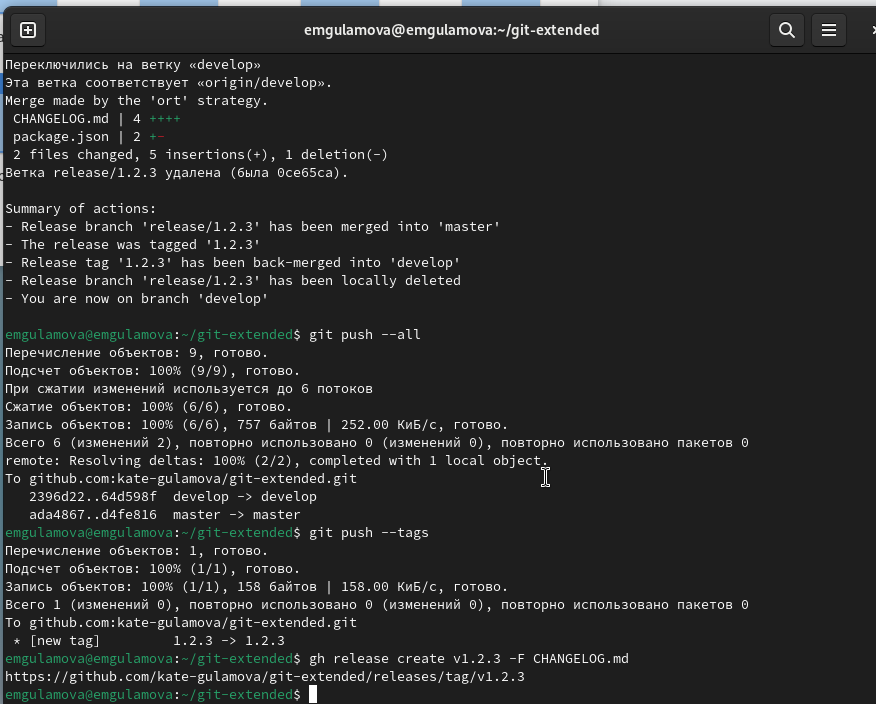 emgulamova@emgulamova:~/git-extended
Переключились на ветку «develop»
Эта ветка соответствует «origin/develop».
Merge made by the 'ort' strategy.
CHANGELOG.md | 4 ++++
package.json | 2 +-
2 files changed, 5 insertions(+), 1 deletion(-)
Ветка release/1.2.3 удалена (была 0ce65ca).
Summary of actions:
- Release branch 'release/1.2.3' has been merged into 'master'
- The release was tagged '1.2.3'
- Release tag '1.2.3' has been back-merged into 'develop'
- Release branch 'release/1.2.3' has been locally deleted
- You are now on branch 'develop'
emgulamova@emgulamova:~/git-extended$ git push --all
Перечисление объектов: 9, готово.
Подсчет объектов: 100% (9/9), готово.
При сжатии изменений используется до 6 потоков
Сжатие объектов: 100% (6/6), готово.
Запись объектов: 100% (6/6), 757 байтов | 252.00 КиБ/с, готово.
Всего 6 (изменений 2), повторно использовано 0 (изменений 0), повторно использовано пакетов 0
remote: Resolving deltas: 100% (2/2), completed with 1 local object.
To github.com:kate-gulamova/git-extended.git
2396d22..64d598f  develop -> develop
ada4867..d4fe816  master -> master
emgulamova@emgulamova:~/git-extended$ git push --tags
Перечисление объектов: 1, готово.
Подсчет объектов: 100% (1/1), готово.
Запись объектов: 100% (1/1), 158 байтов | 158.00 КиБ/с, готово.
Всего 1 (изменений 0), повторно использовано 0 (изменений 0), повторно использовано пакетов 0
To github.com:kate-gulamova/git-extended.git
* [new tag]         1.2.3 -> 1.2.3
emgulamova@emgulamova:~/git-extended$ gh release create v1.2.3 -F CHANGELOG.md
https://github.com/kate-gulamova/git-extended/releases/tag/v1.2.3
emgulamova@emgulamova:~/git-extended$